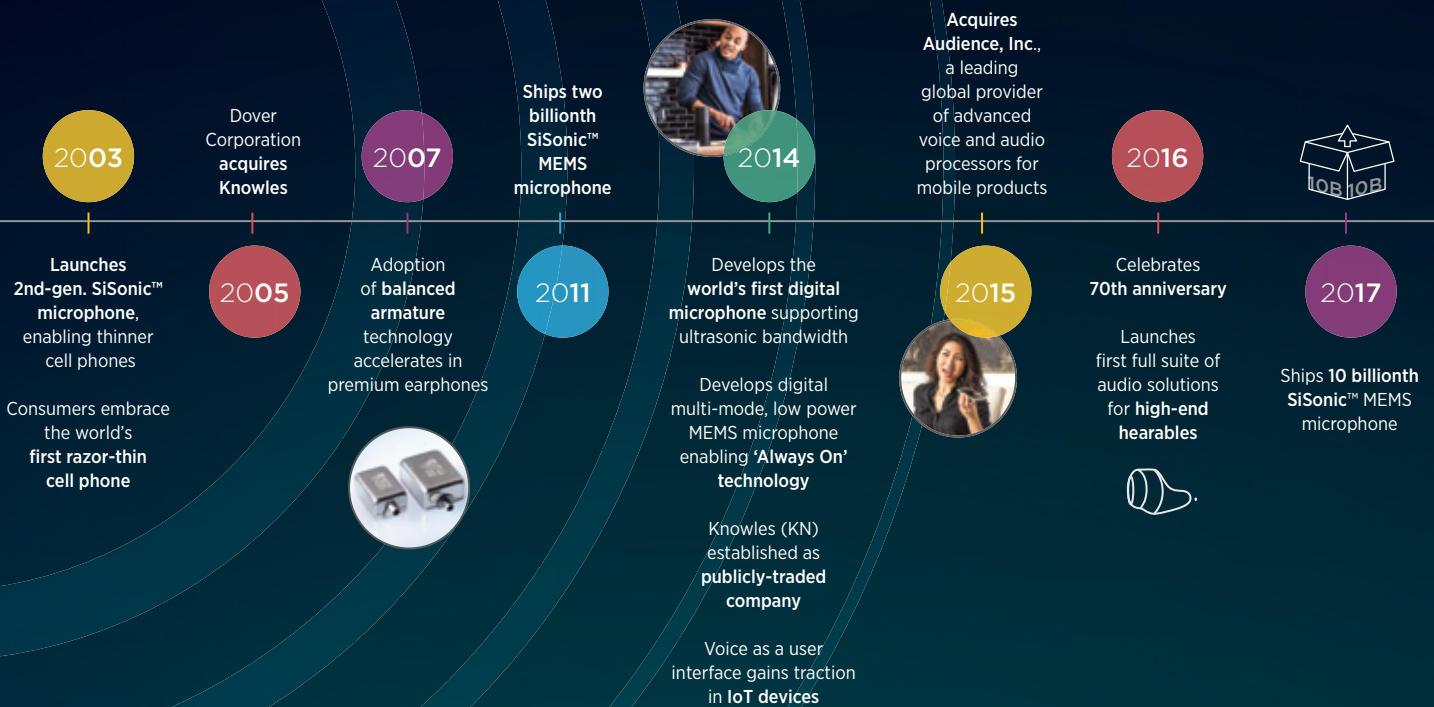 2003
Launches
2nd-gen. SiSonic™
microphone,
enabling thinner
cell phones
Consumers embrace
the world's
first razor-thin
cell phone
Dover
Corporation
acquires
Knowles
2005
2007
Adoption
of balanced
armature
technology
accelerates in
premium earphones
Ships two
billionth
SiSonic™
MEMS
microphone
2011
2014
Develops the
world's first digital
microphone supporting
ultrasonic bandwidth
Develops digital
multi-mode, low power
MEMS microphone
enabling ‘Always On’
technology
Knowles (KN)
established as
publicly-traded
company
Voice as a user
interface gains traction
in IoT devices
Acquires
Audience, Inc.,
a leading
global provider
of advanced
voice and audio
processors for
mobile products
2015
2016
Celebrates
70th anniversary
Launches
first full suite of
audio solutions
for high-end
hearables
10B 10B
2017
Ships 10 billionth
SiSonic™ MEMS
microphone